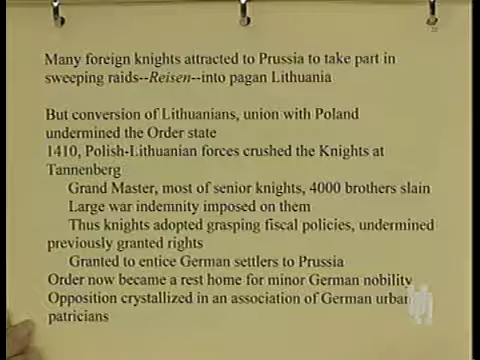 Many foreign knights attracted to Prussia to take part in
sweeping raids--Reisen--into pagan Lithuania
But conversion of Lithuanians, union with Poland
undermined the Order state
1410, Polish-Lithuanian forces crushed the Knights at
Tannenberg
Grand Master, most of senior knights, 4000 brothers slain
Large war indemnity imposed on them
Thus knights adopted grasping fiscal policies, undermined
previously granted rights
Granted to entice German settlers to Prussia
Order now became a rest home for minor German nobility
Opposition crystallized in an association of German urban
patricians